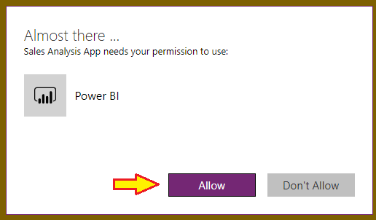 Almost there ...
Sales Analysis App needs your permission to use:
Power BI
Allow
Don't Allow